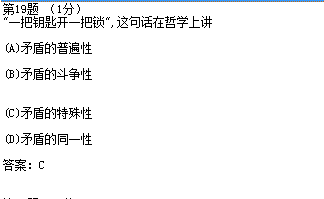 第19题 (1分)
“一把钥匙开一把锁”,这句话在哲学上讲
(A)矛盾的普遍性
(B)矛盾的斗争性
(C)矛盾的特殊性
(D)矛盾的同一性
答案：C